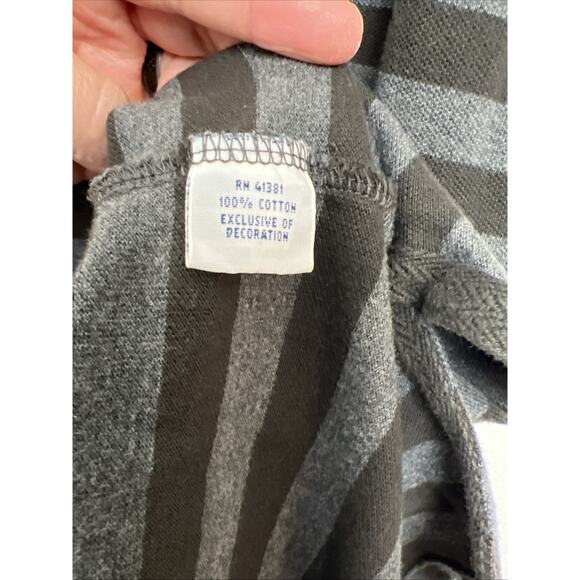 RN 41381
100% COTTON
EXCLUSIVE OF
DECORATION